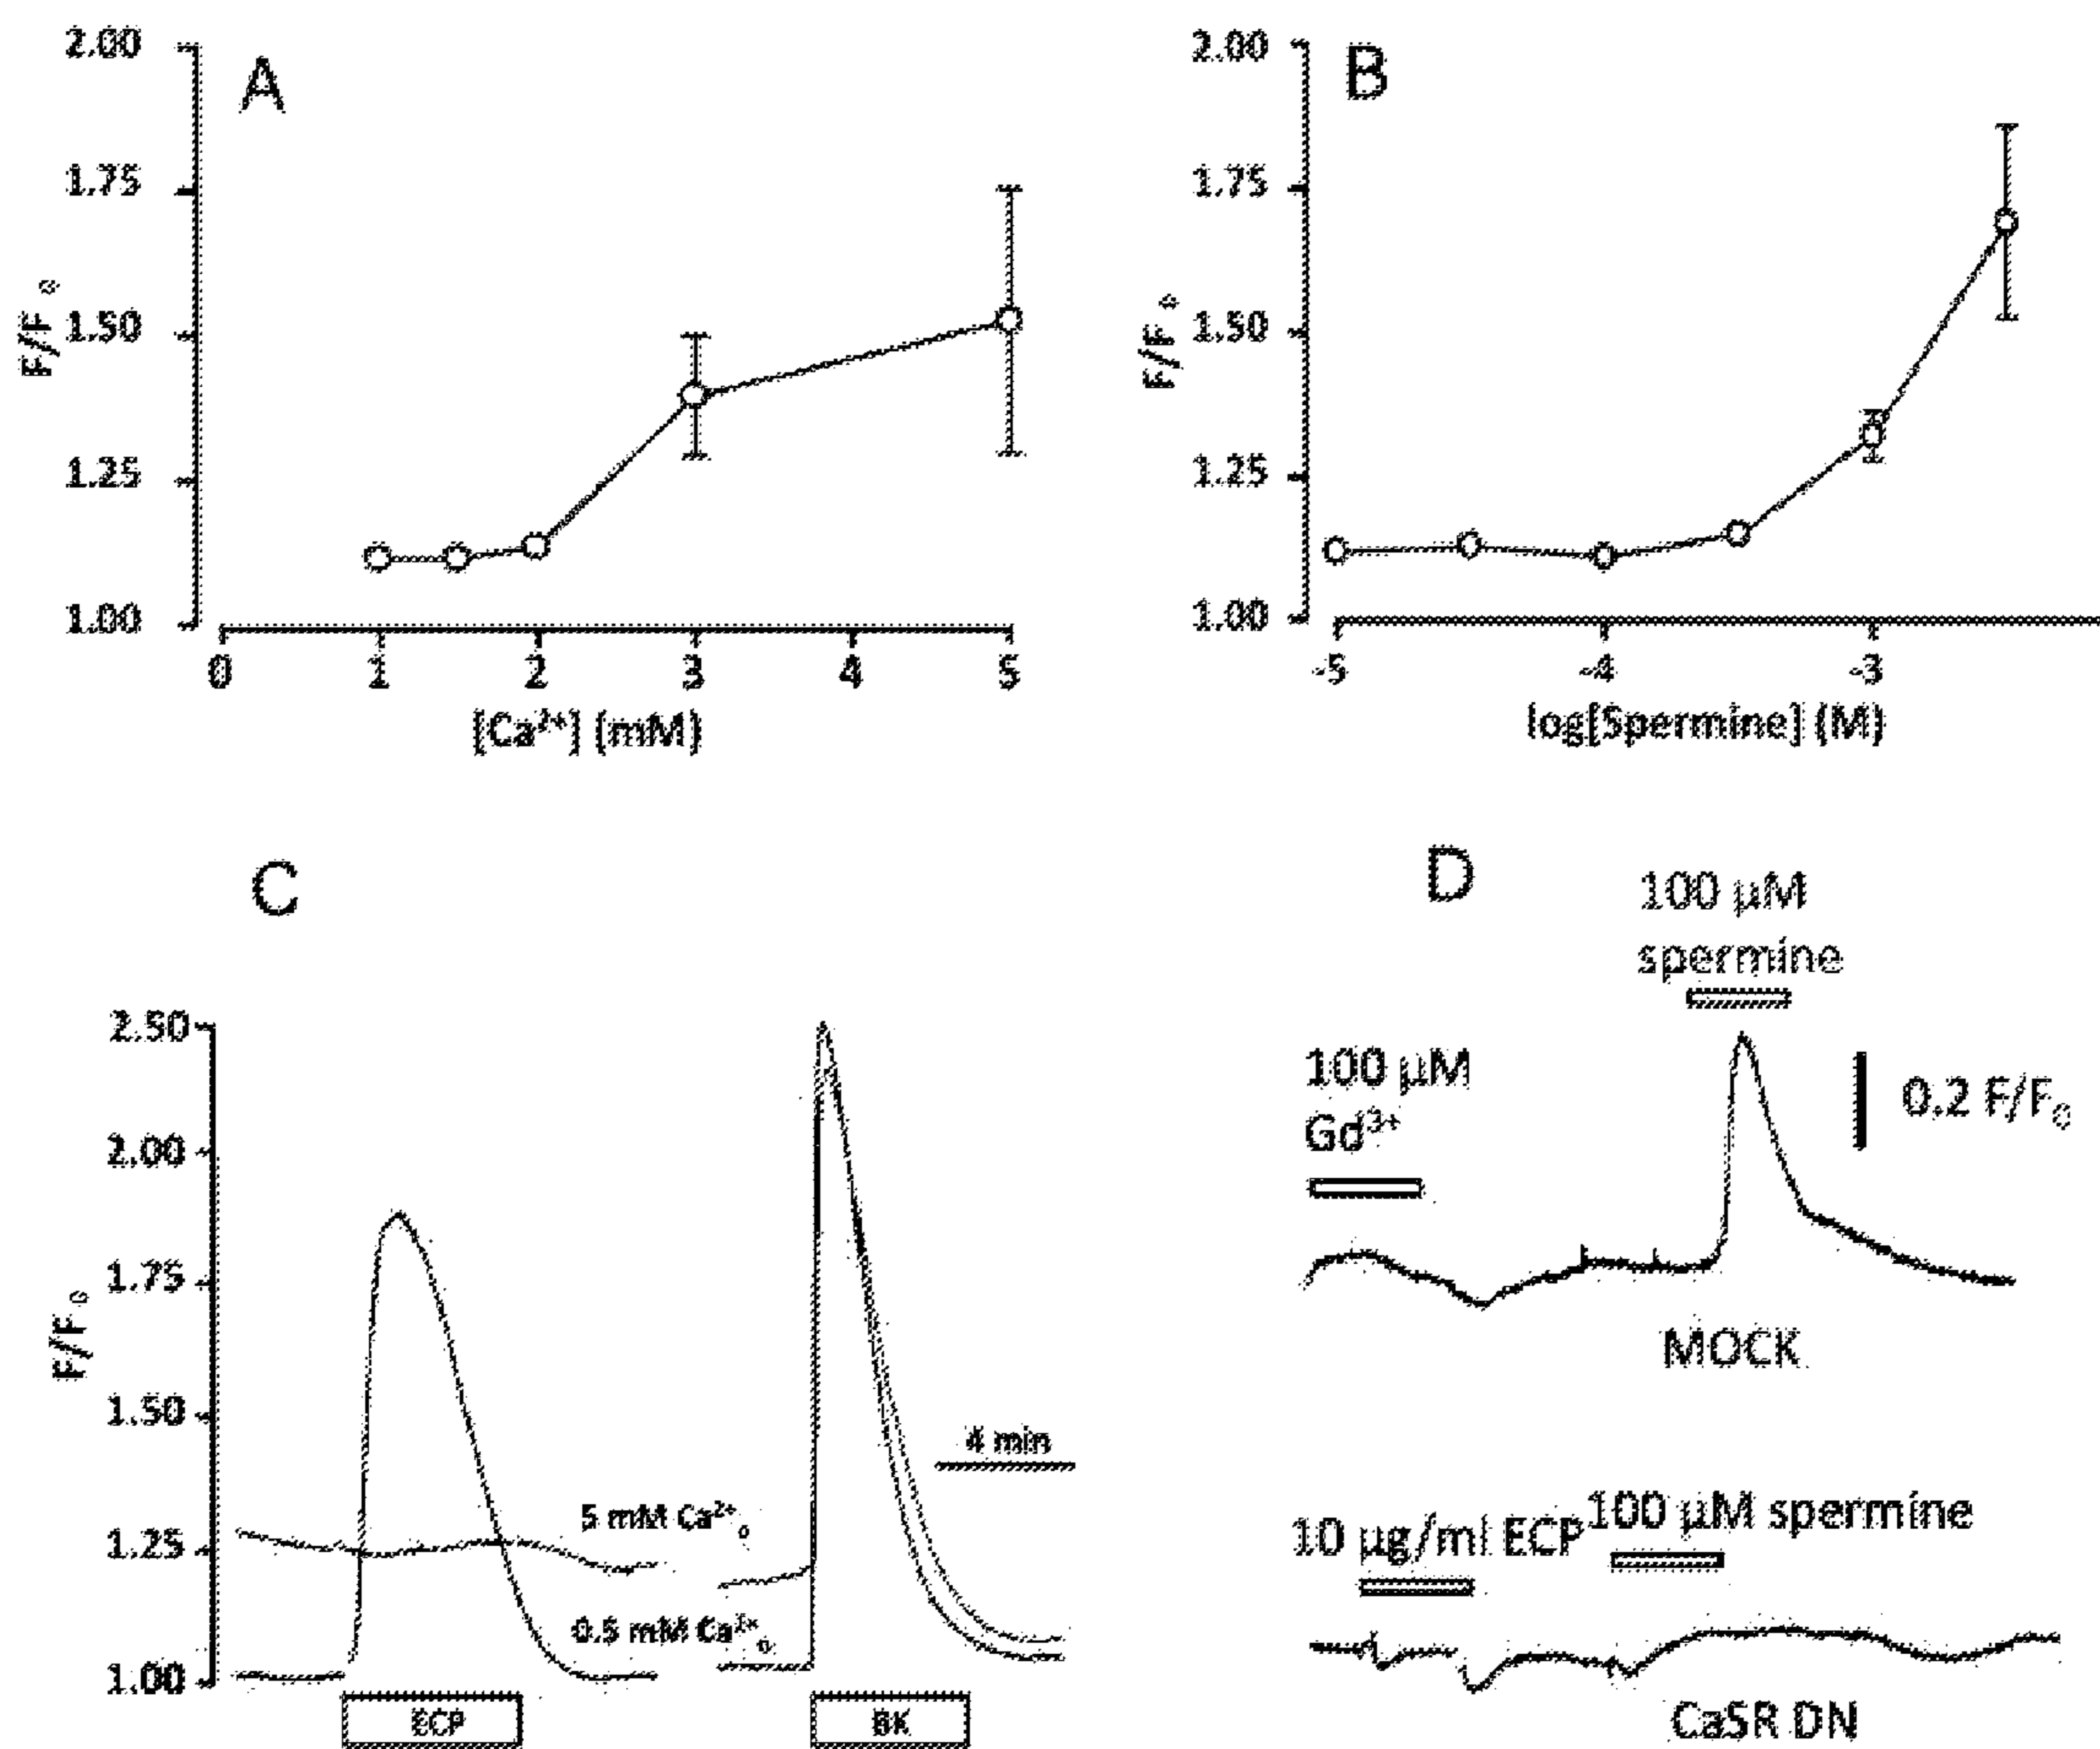 A
2.00
1.75
1.50
1.25
1.00
F/F 0
0 1 2 3 4 5
[Ca2+] (mM)
B
2.00
1.75
1.50
1.25
1.00
F/F 0
-5 -4 -3
log[Spermine] (M)
C
2.50
2.00
1.75
1.50
1.25
1.00
F/F 0
5 mM Ca2+ o
0.5 mM Ca2+ o
4 min
ECP
BK
D
100 µM
spermine
100 µM
Gd3+
0.2 F/F0
MOCK
10 µg/ml ECP
100 µM spermine
CaSR DN